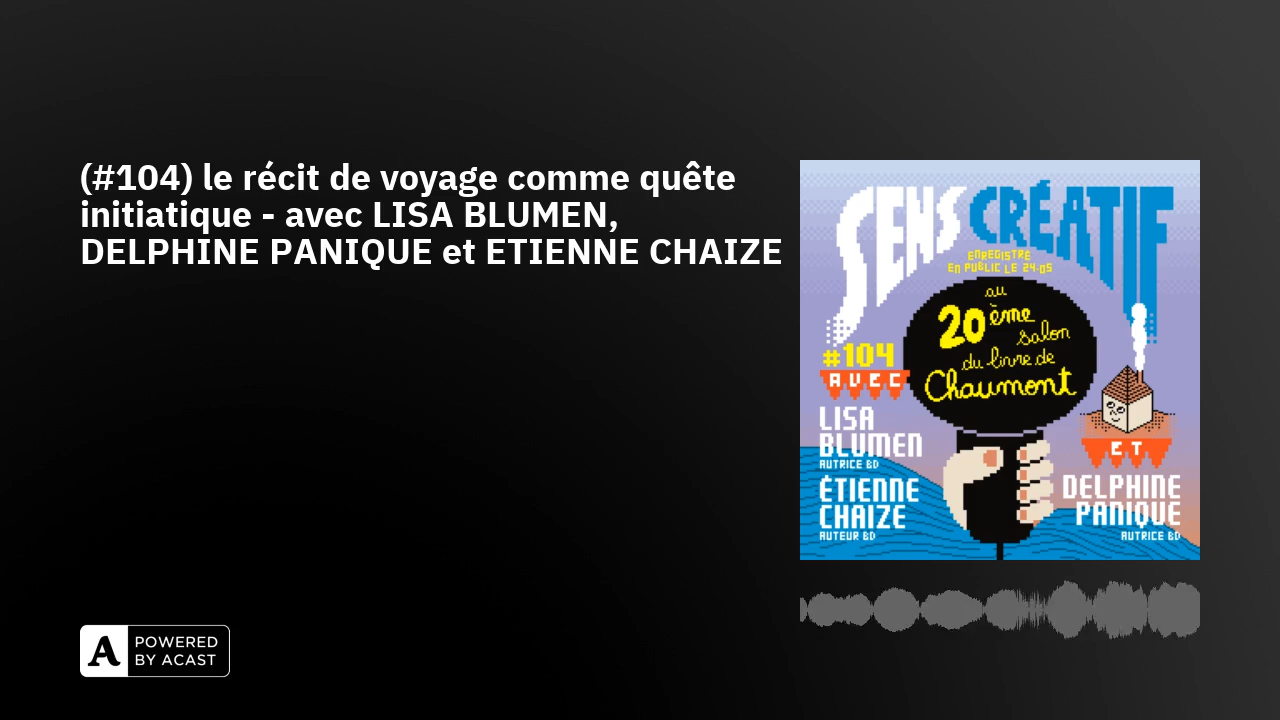 (#104) le récit de voyage comme quête
initiatique - avec LISA BLUMEN,
DELPHINE PANIQUE et ETIENNE CHAIZE
SENS CRÉATIF
ENREGISTRÉ
EN PUBLIC LE 24.05
au
20ème
salon
du livre de
Chaumont
#104
AVEC
LISA
BLUMEN
AUTRICE BD
ÉTIENNE
CHAIZE
AUTEUR BD
ET
DELPHINE
PANIQUE
AUTRICE BD
A POWERED
BY ACAST